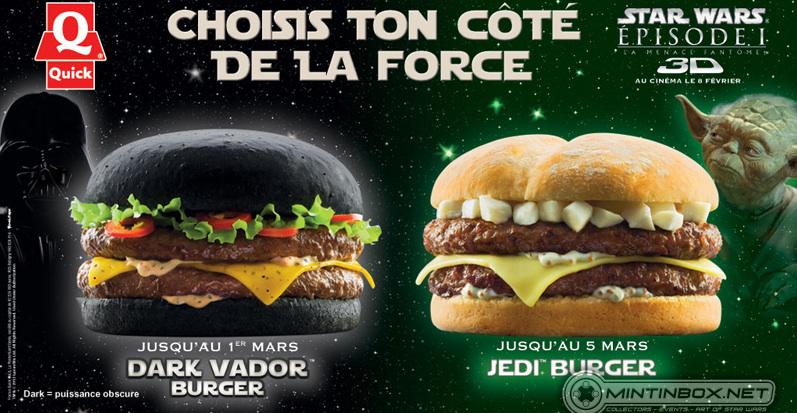 Q
Quick
CHOISIS TON CÔTÉ
DE LA FORCE
STAR WARS
ÉPISODE I
LA MENACE FANTÔME
3D
AU CINÉMA LE 8 FÉVRIER
JUSQU'AU 1ER MARS
DARK VADOR™
BURGER
JUSQU'AU 5 MARS
JEDI™ BURGER
Dark = puissance obscure
MINTINBOX.NET
COLLECTORS - EVENTS - ART OF STAR WARS